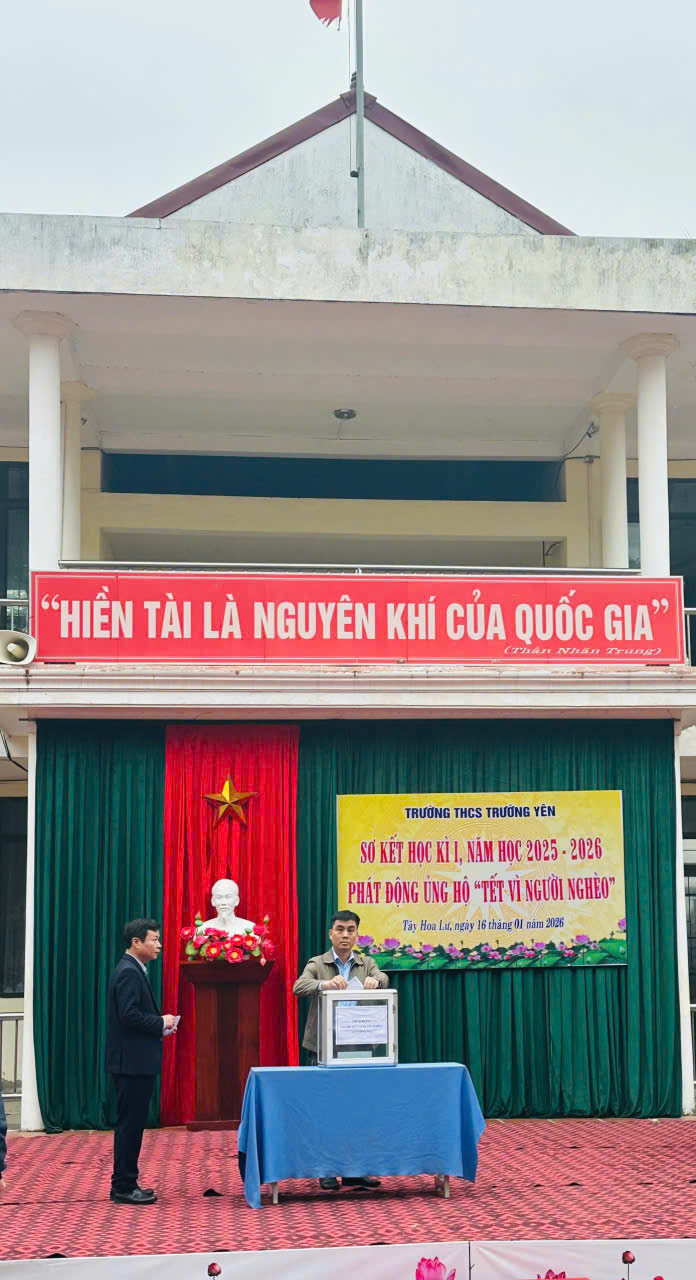 “HIỀN TÀI LÀ NGUYÊN KHÍ CỦA QUỐC GIA”
(Thân Nhân Trung)
TRƯỜNG THCS TRƯỜNG YÊN
SƠ KẾT HỌC KÌ I, NĂM HỌC 2025 - 2026
PHÁT ĐỘNG ỦNG HỘ “TẾT VÌ NGƯỜI NGHÈO”
Tây Hoa Lư, ngày 16 tháng 01 năm 2026